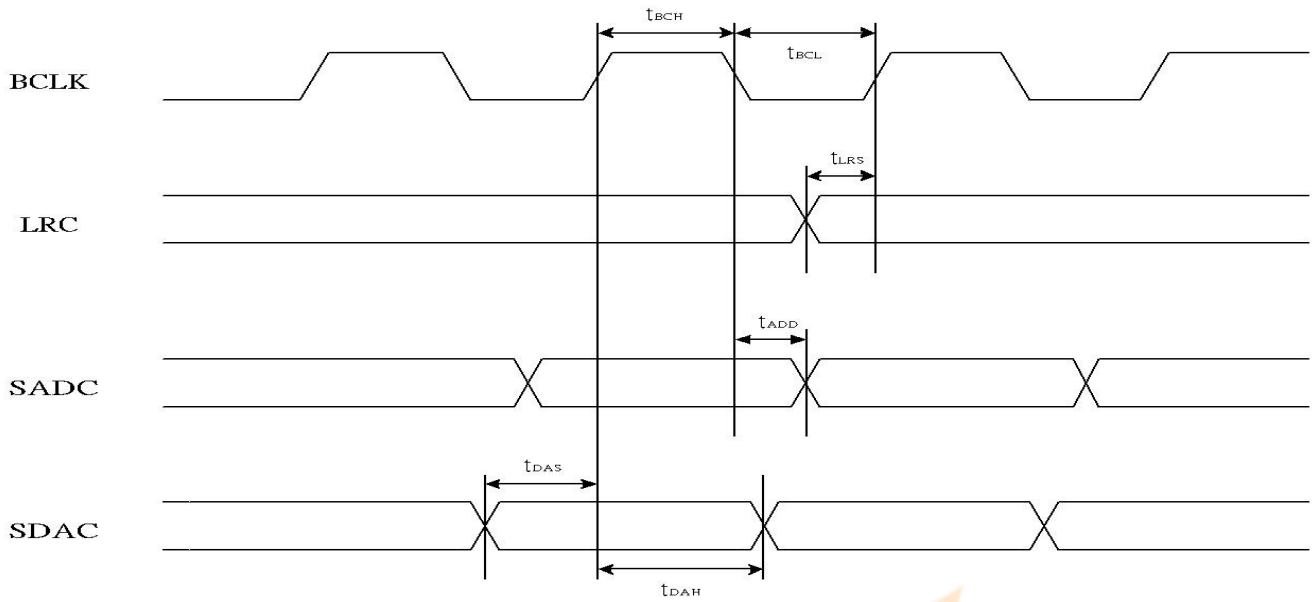 tBCH
tBCL
BCLK
tLRS
LRC
tADD
SADC
tDAS
SDAC
tDAH